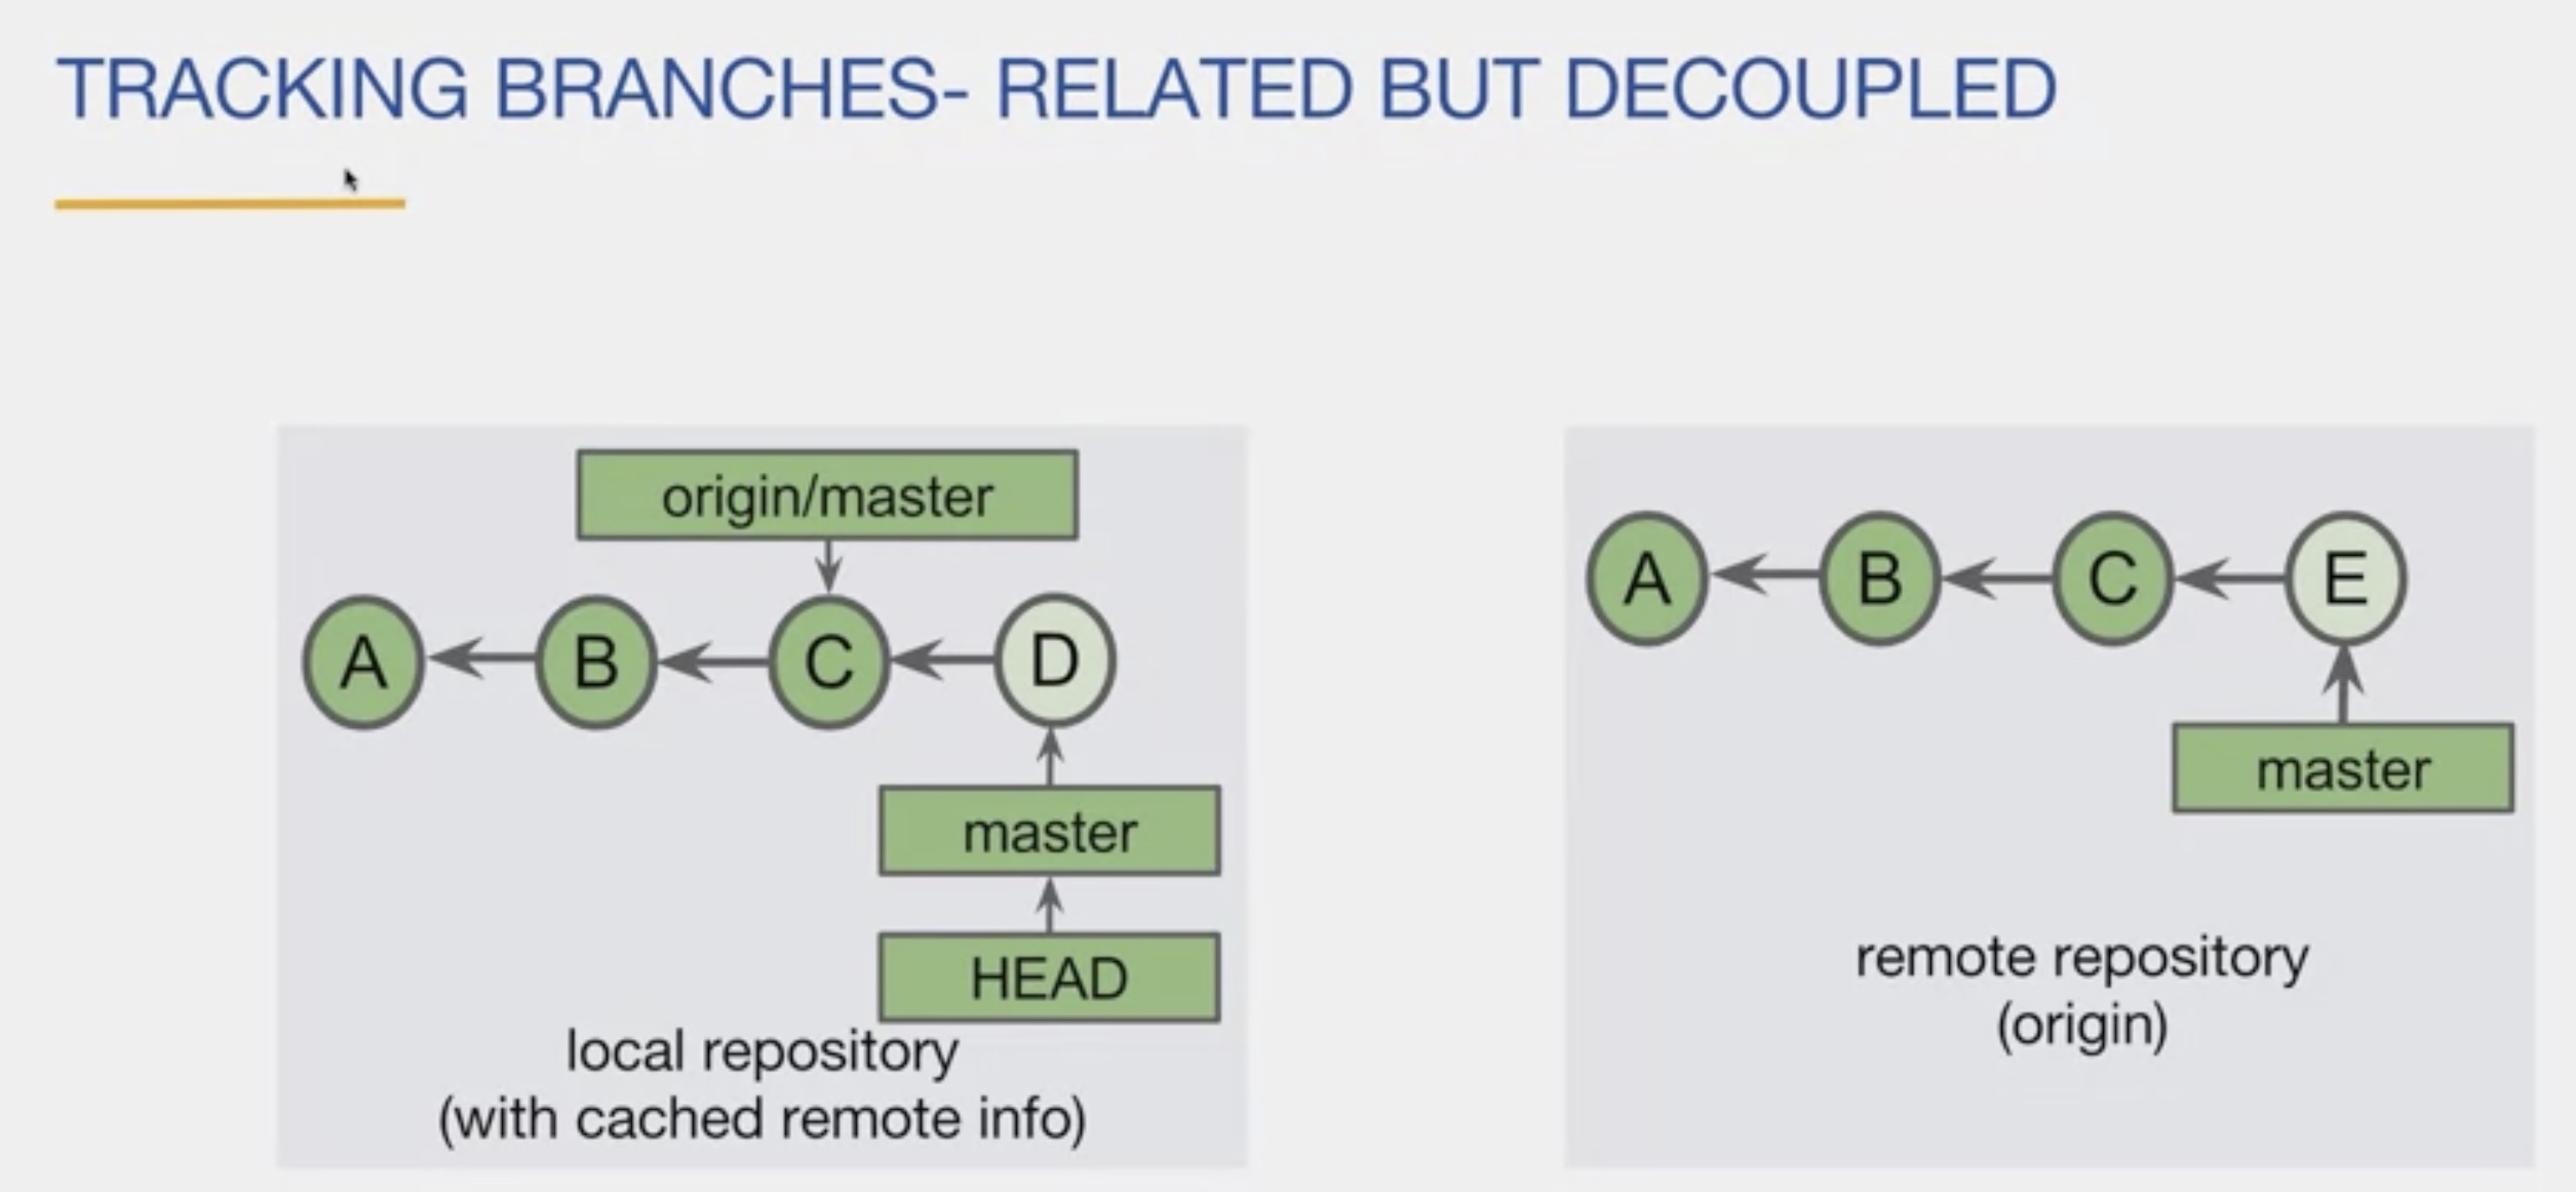 TRACKING BRANCHES- RELATED BUT DECOUPLED
origin/master
A
B
C
D
master
HEAD
local repository
(with cached remote info)
A
B
C
E
master
remote repository
(origin)